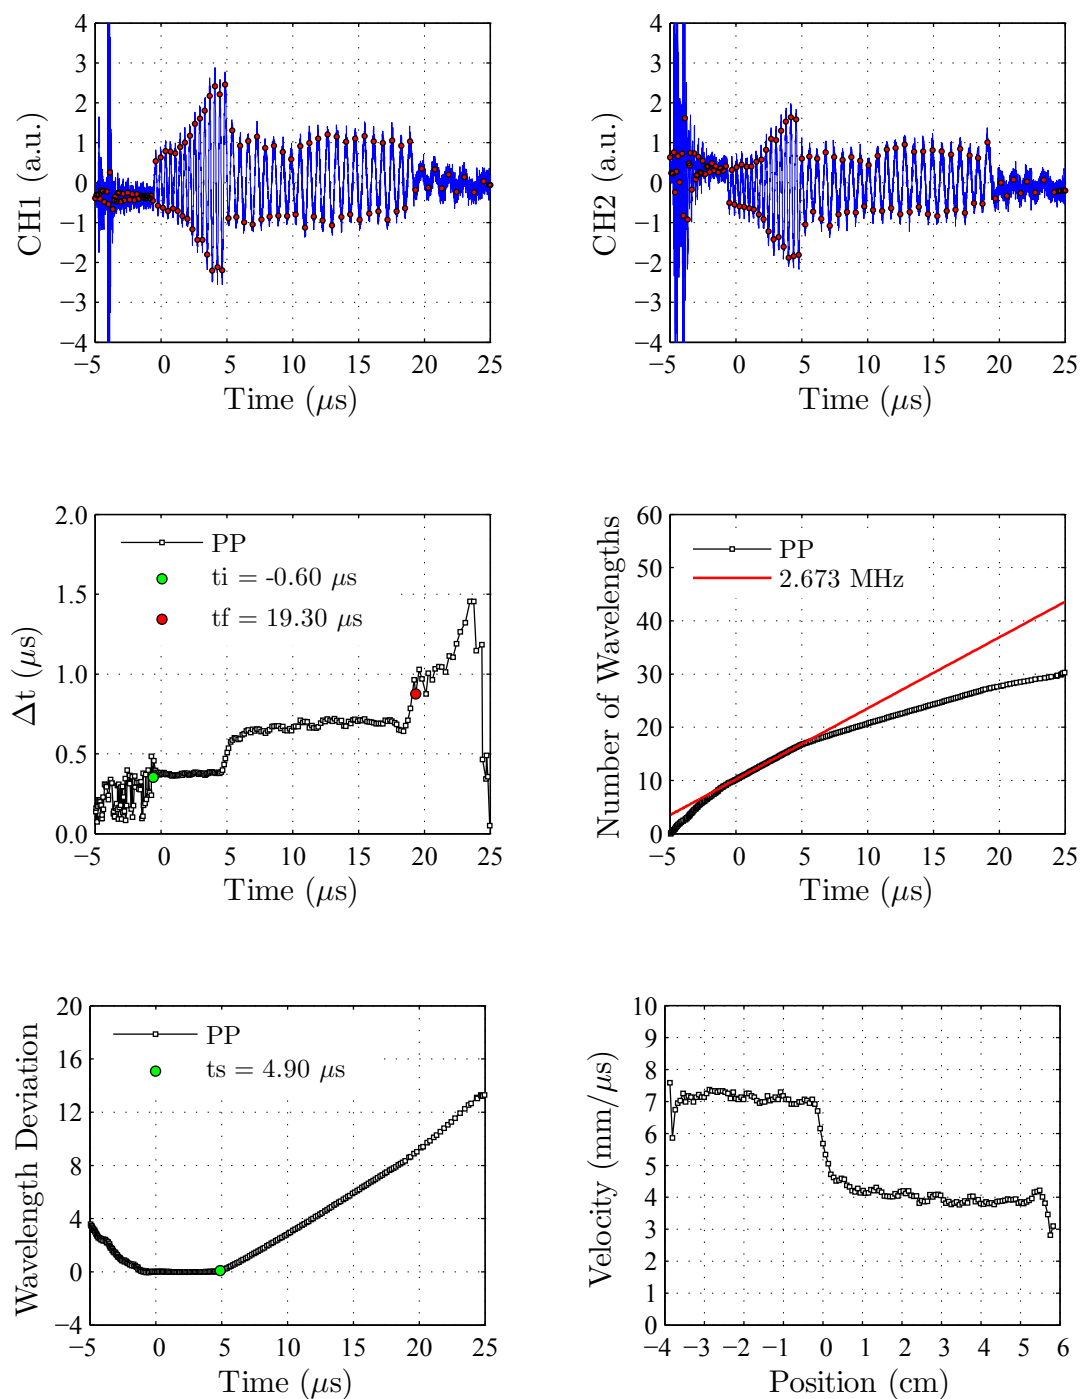 4
3
2
1
0
−1
−2
−3
−4
CH1 (a.u.)
−5 0 5 10 15 20 25
Time (μs)
4
3
2
1
0
−1
−2
−3
−4
CH2 (a.u.)
−5 0 5 10 15 20 25
Time (μs)
2.0
1.5
1.0
0.5
0.0
Δt (μs)
PP
ti = -0.60 μs
tf = 19.30 μs
−5 0 5 10 15 20 25
Time (μs)
60
50
40
30
20
10
0
Number of Wavelengths
PP
2.673 MHz
−5 0 5 10 15 20 25
Time (μs)
20
16
12
8
4
0
−4
Wavelength Deviation
PP
ts = 4.90 μs
−5 0 5 10 15 20 25
Time (μs)
10
9
8
7
6
5
4
3
2
1
0
Velocity (mm/μs)
−4 −3 −2 −1 0 1 2 3 4 5 6
Position (cm)